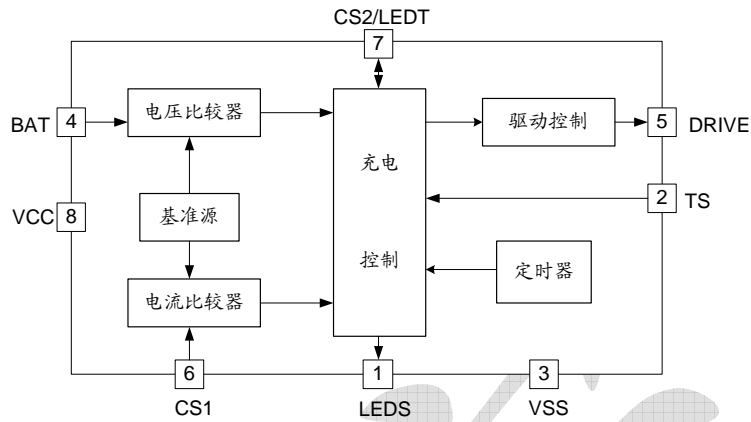 CS2/LEDT
7
BAT
4
电压比较器
充电
驱动控制
5
DRIVE
2
TS
VCC
8
基准源
控制
定时器
电流比较器
6
1
3
CS1
LEDS
VSS